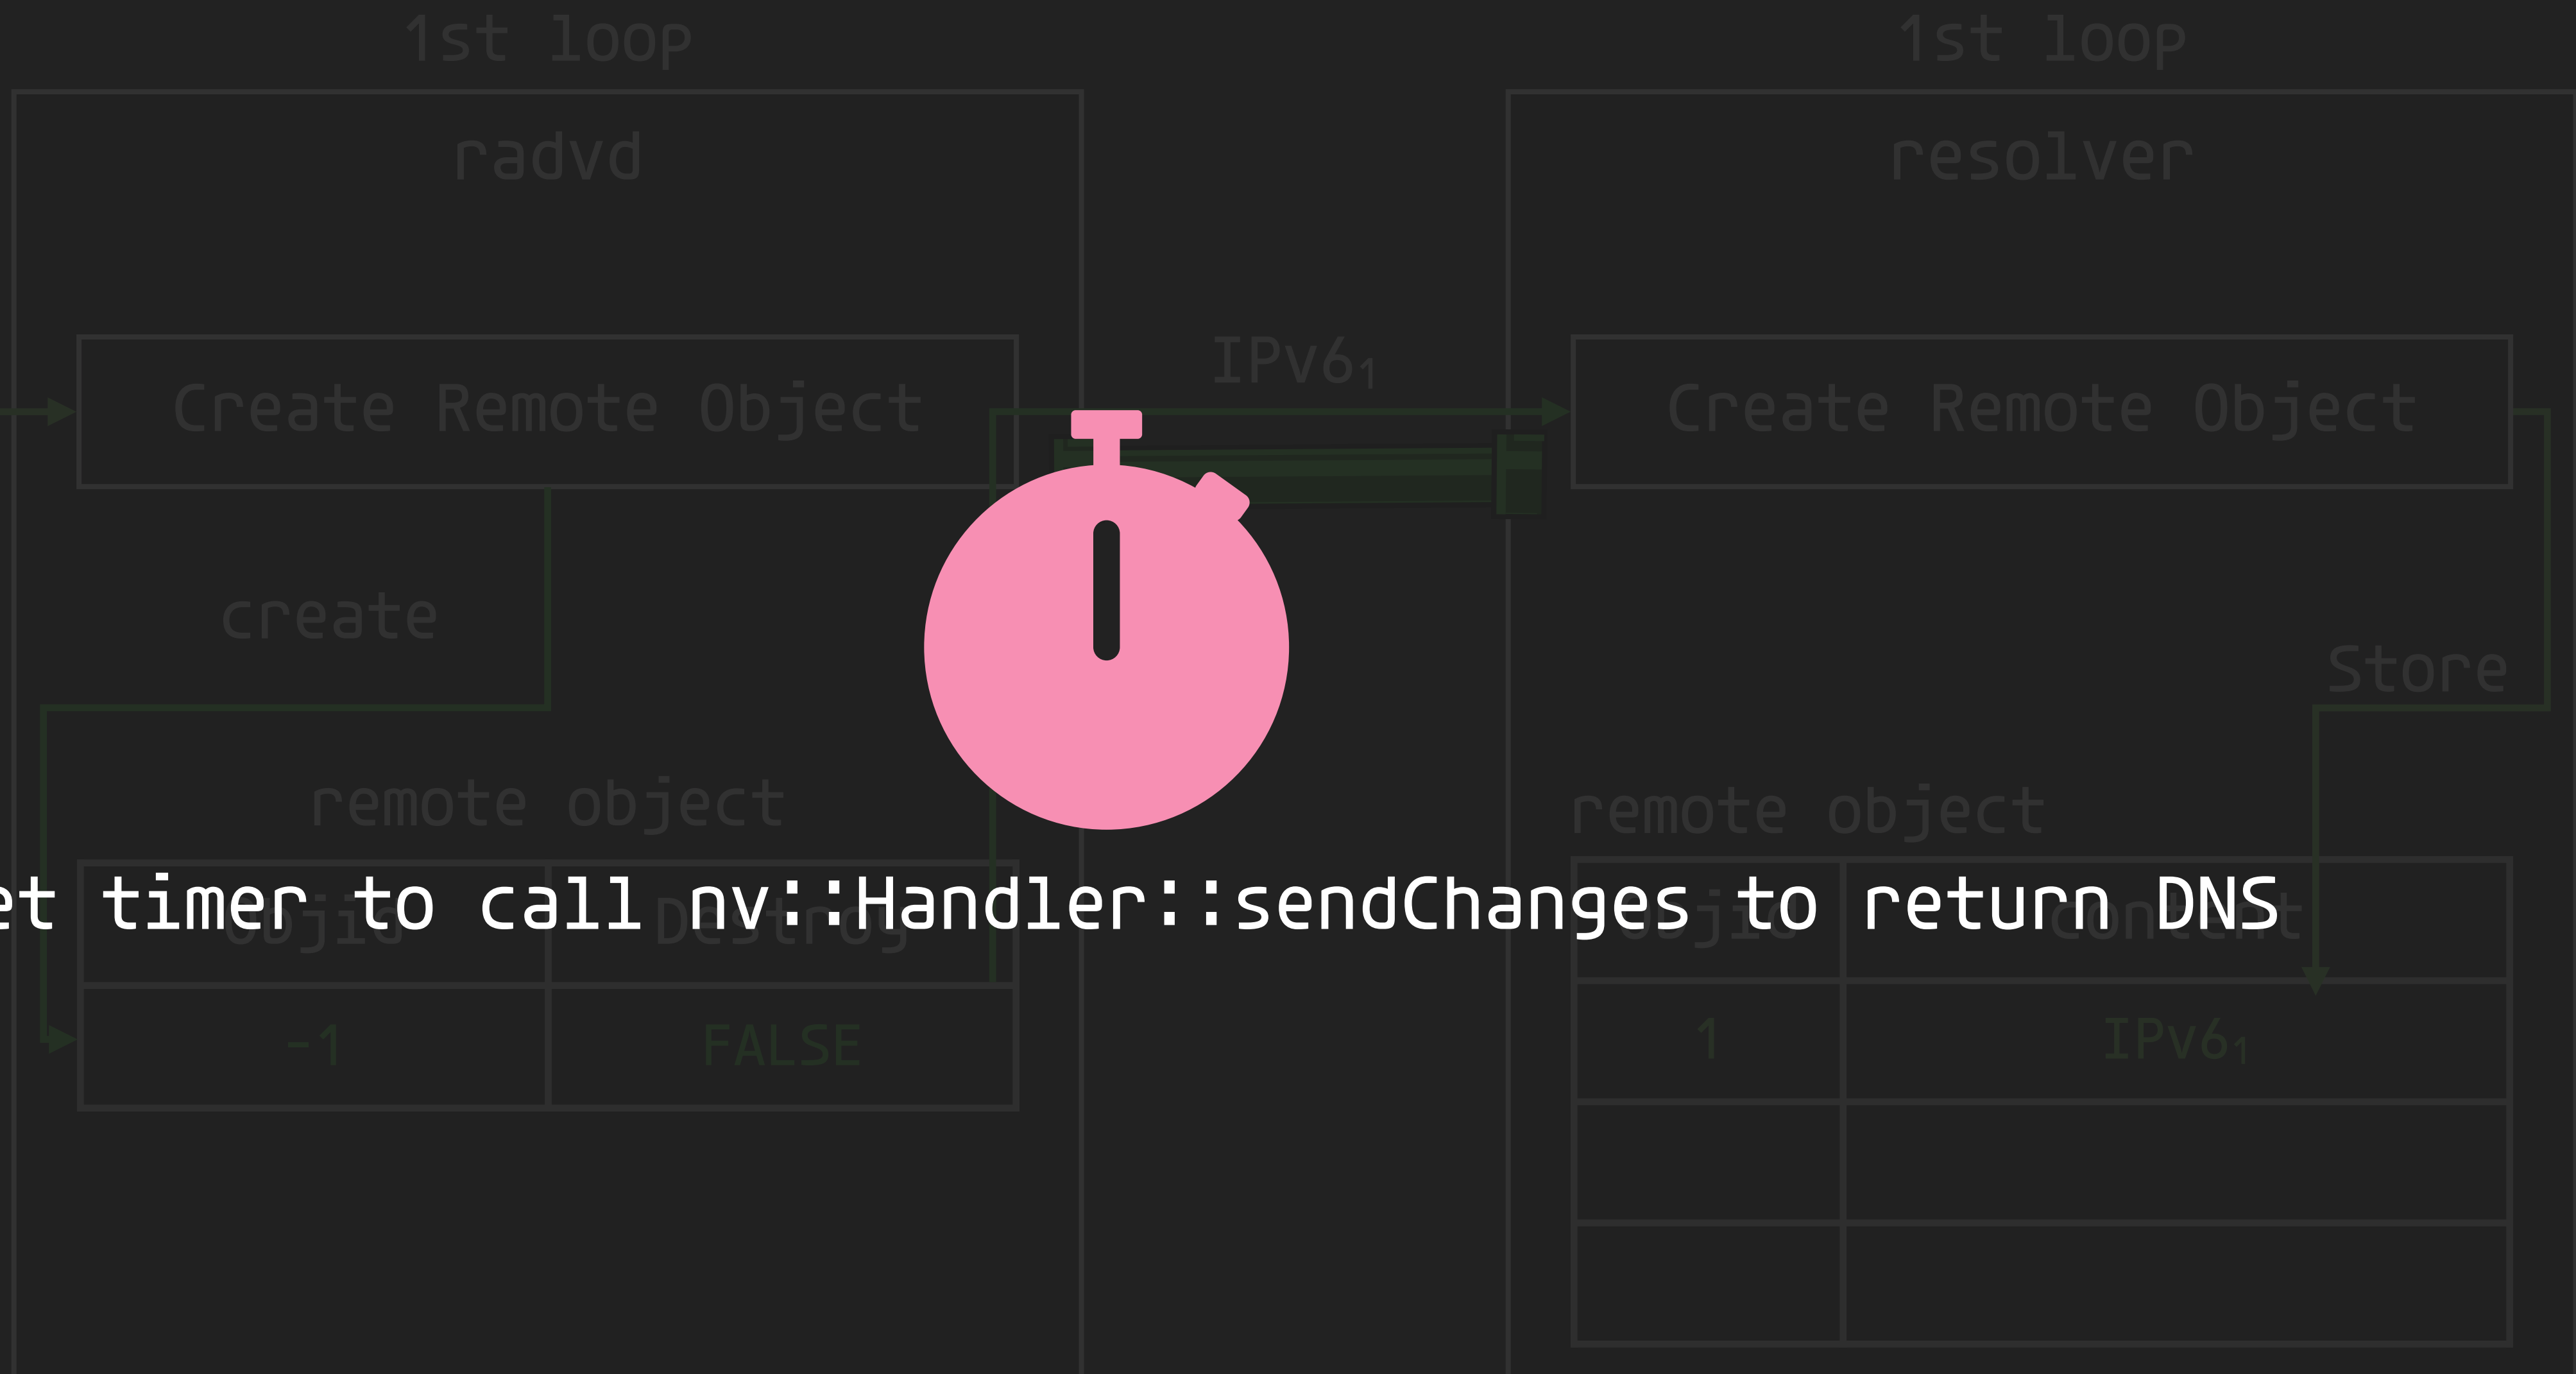 1st loop
1st loop
radvd
resolver
IPv6₁
Create Remote Object
Create Remote Object
create
Store
remote object
remote object
et timer to call nv::Handler::sendChanges to return DNS
objid
Destroy
objid
content
-1
FALSE
1
IPv6₁